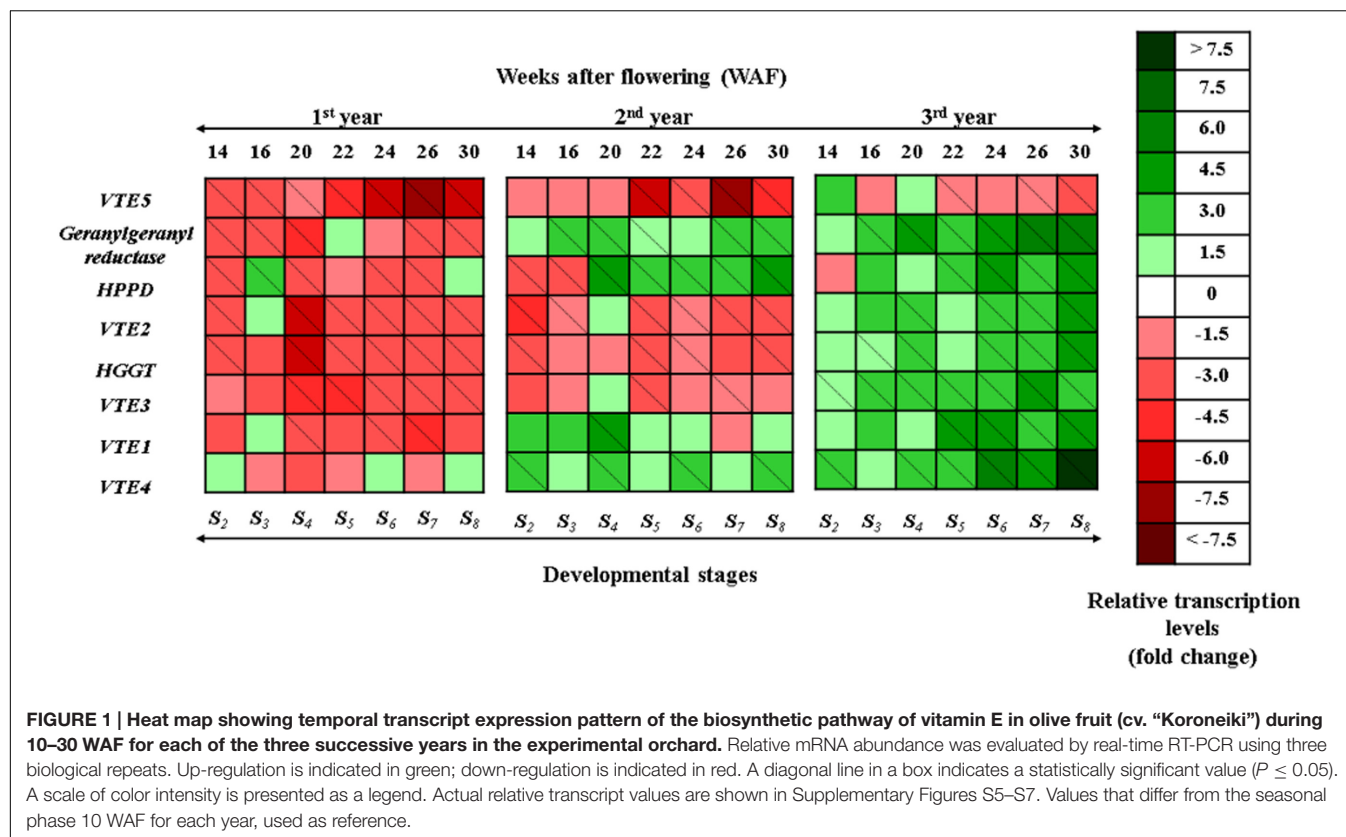 Weeks after flowering (WAF)
1st year 2nd year 3rd year
14 16 20 22 24 26 30 14 16 20 22 24 26 30 14 16 20 22 24 26 30
VTE5
Geranylgeranyl
reductase
HPPD
VTE2
HGGT
VTE3
VTE1
VTE4
S2 S3 S4 S5 S6 S7 S8 S2 S3 S4 S5 S6 S7 S8 S2 S3 S4 S5 S6 S7 S8
Developmental stages
> 7.5
7.5
6.0
4.5
3.0
1.5
0
-1.5
-3.0
-4.5
-6.0
-7.5
< -7.5
Relative transcription
levels
(fold change)
FIGURE 1 | Heat map showing temporal transcript expression pattern of the biosynthetic pathway of vitamin E in olive fruit (cv. “Koroneiki”) during
10–30 WAF for each of the three successive years in the experimental orchard. Relative mRNA abundance was evaluated by real-time RT-PCR using three
biological repeats. Up-regulation is indicated in green; down-regulation is indicated in red. A diagonal line in a box indicates a statistically significant value (P ≤ 0.05).
A scale of color intensity is presented as a legend. Actual relative transcript values are shown in Supplementary Figures S5–S7. Values that differ from the seasonal
phase 10 WAF for each year, used as reference.